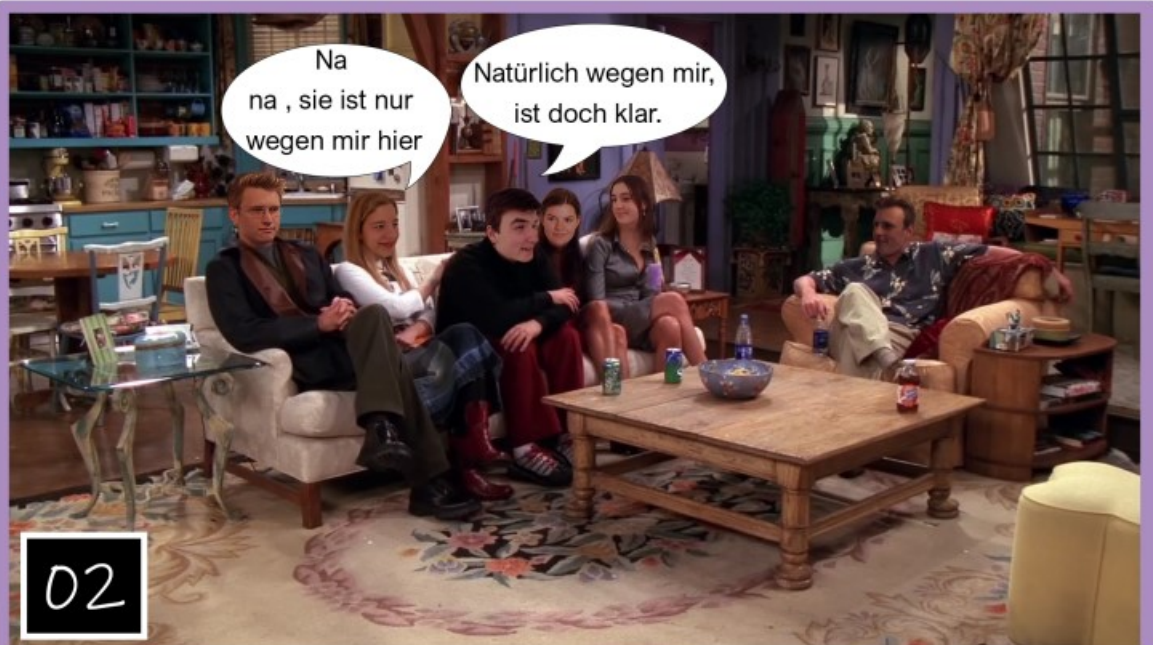 Na
na , sie ist nur
wegen mir hier
Natürlich wegen mir,
ist doch klar.
02